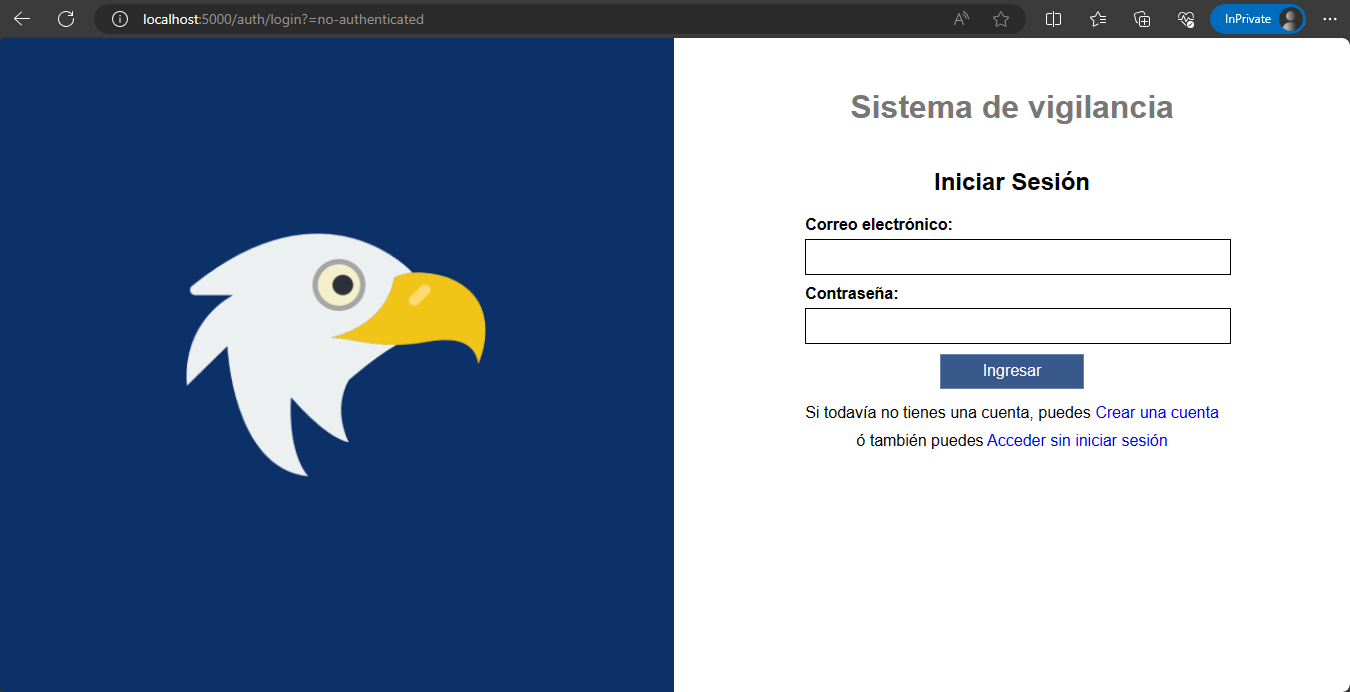 localhost:5000/auth/login?=no-authenticated
InPrivate
Sistema de vigilancia
Iniciar Sesión
Correo electrónico:
Contraseña:
Ingresar
Si todavía no tienes una cuenta, puedes Crear una cuenta
ó también puedes Acceder sin iniciar sesión